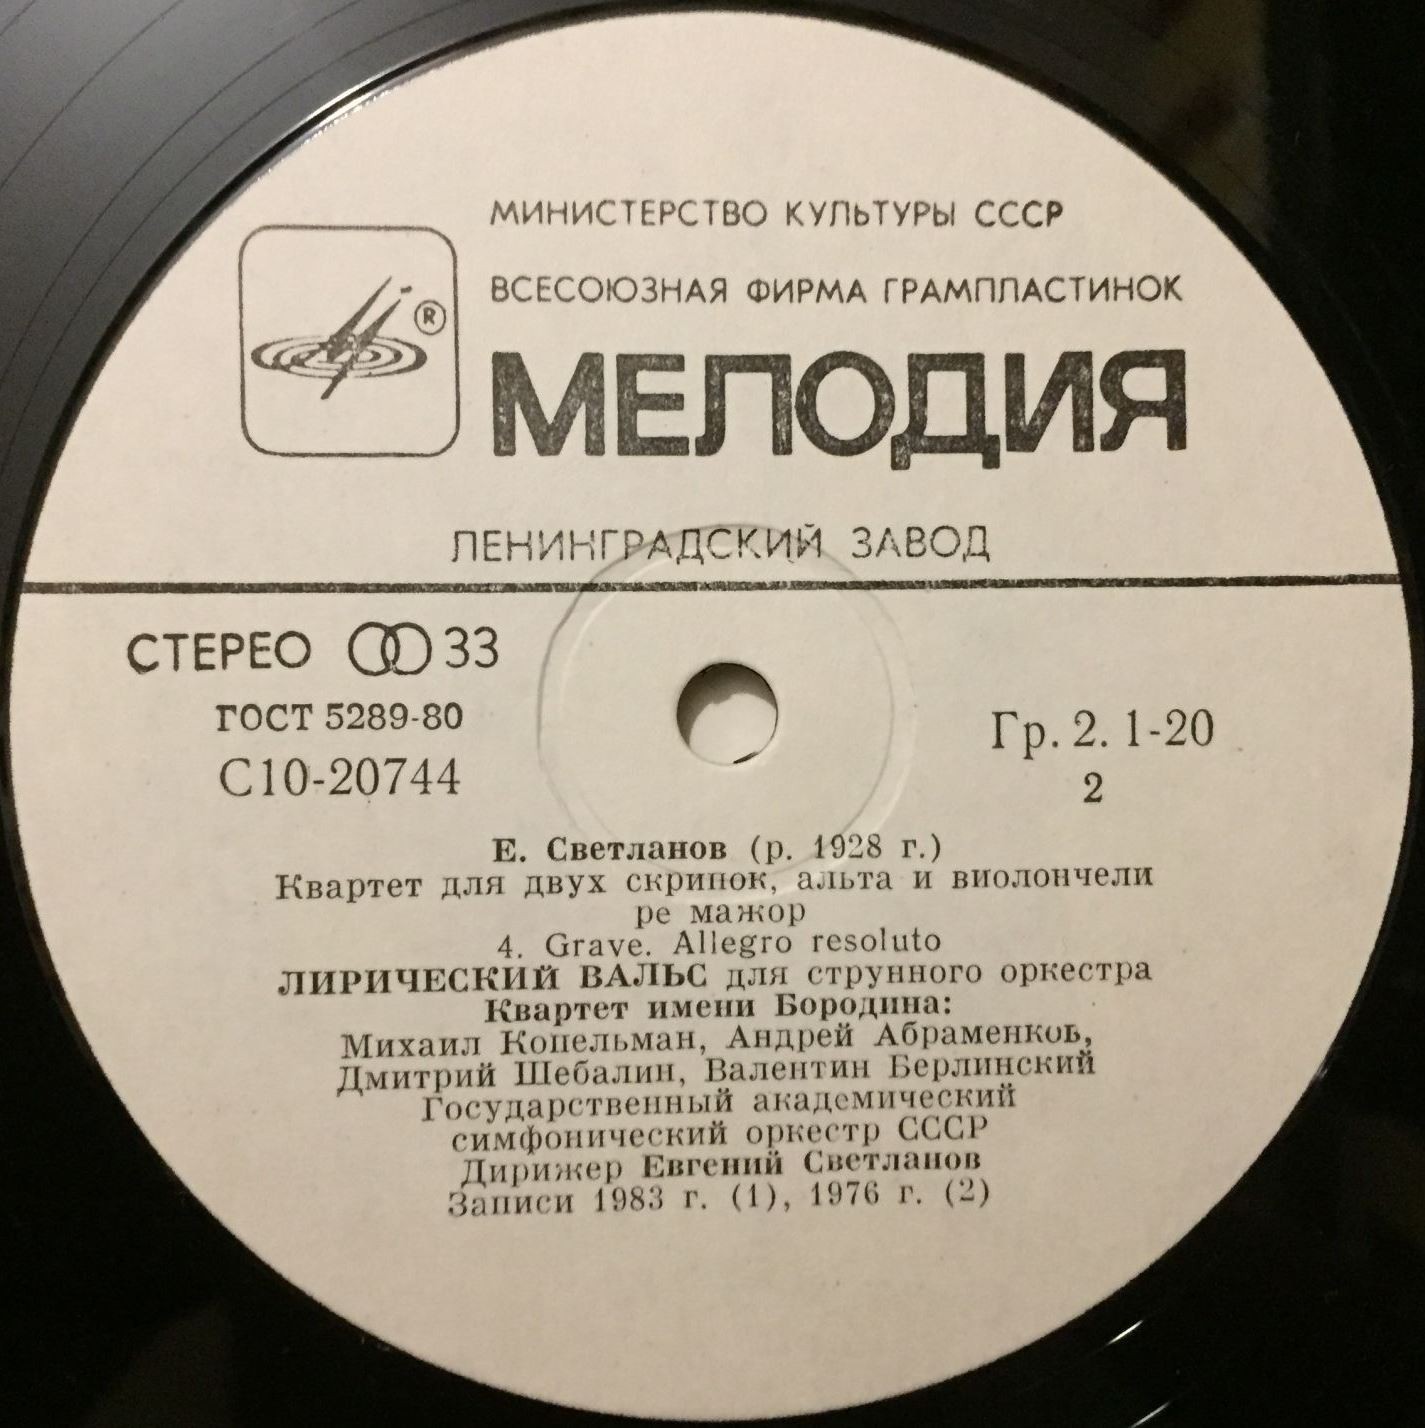 МИНИСТЕРСТВО КУЛЬТУРЫ СССР
ВСЕСОЮЗНАЯ ФИРМА ГРАМПЛАСТИНОК
®
МЕЛОДИЯ
ЛЕНИНГРАДСКИЙ ЗАВОД
СТЕРЕО 33
ГОСТ 5289-80
С10-20744
Гр. 2. 1-20
2
Е. Светланов (р. 1928 г.)
Квартет для двух скрипок, альта и виолончели
ре мажор
4. Grave. Allegro resoluto
ЛИРИЧЕСКИЙ ВАЛЬС для струнного оркестра
Квартет имени Бородина:
Михаил Копельман, Андрей Абраменков,
Дмитрий Шебалин, Валентин Берлинский
Государственный академический
симфонический оркестр СССР
Дирижер Евгений Светланов
Записи 1983 г. (1), 1976 г. (2)